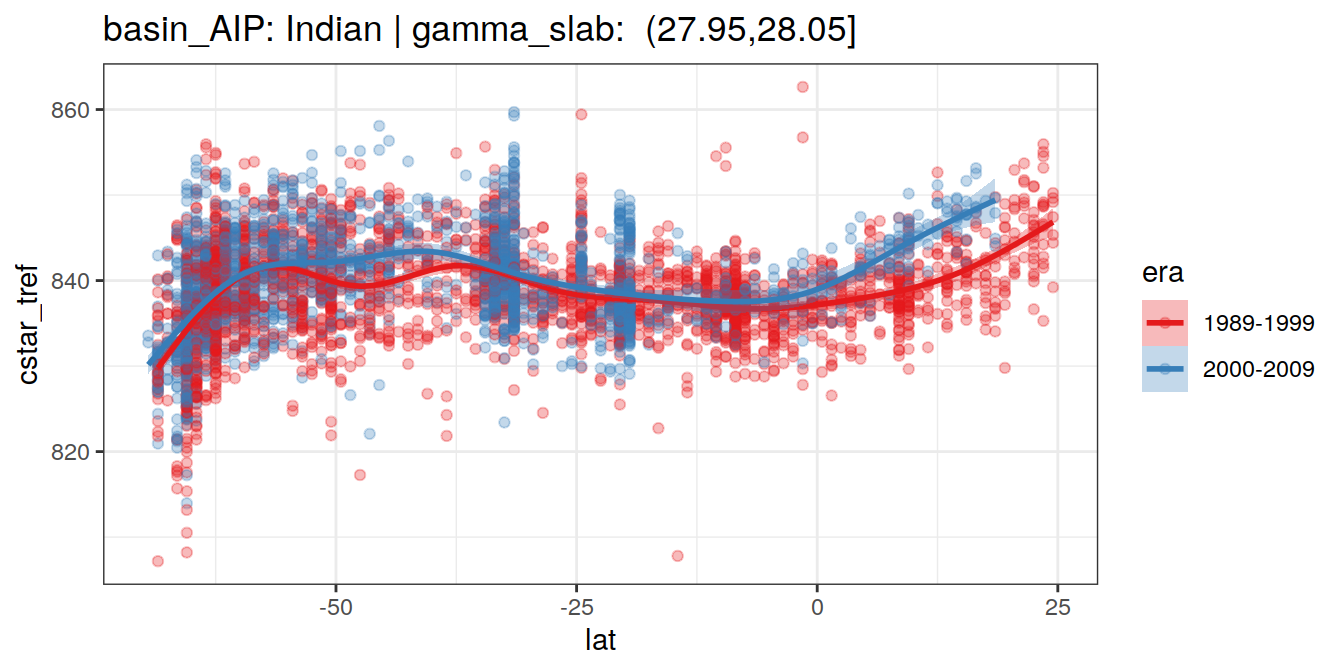 basin_AIP: Indian | gamma_slab:  (27.95,28.05]
cstar_tref
860
840
820
-50
-25
0
25
lat
era
1989-1999
2000-2009